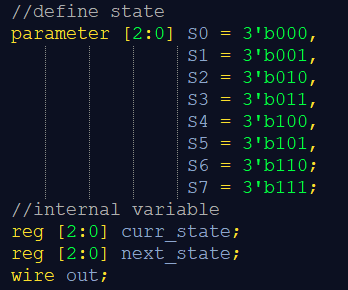 //define state
parameter [2:0] S0 = 3'b000,
S1 = 3'b001,
S2 = 3'b010,
S3 = 3'b011,
S4 = 3'b100,
S5 = 3'b101,
S6 = 3'b110;
S7 = 3'b111;
//internal variable
reg [2:0] curr_state;
reg [2:0] next_state;
wire out;